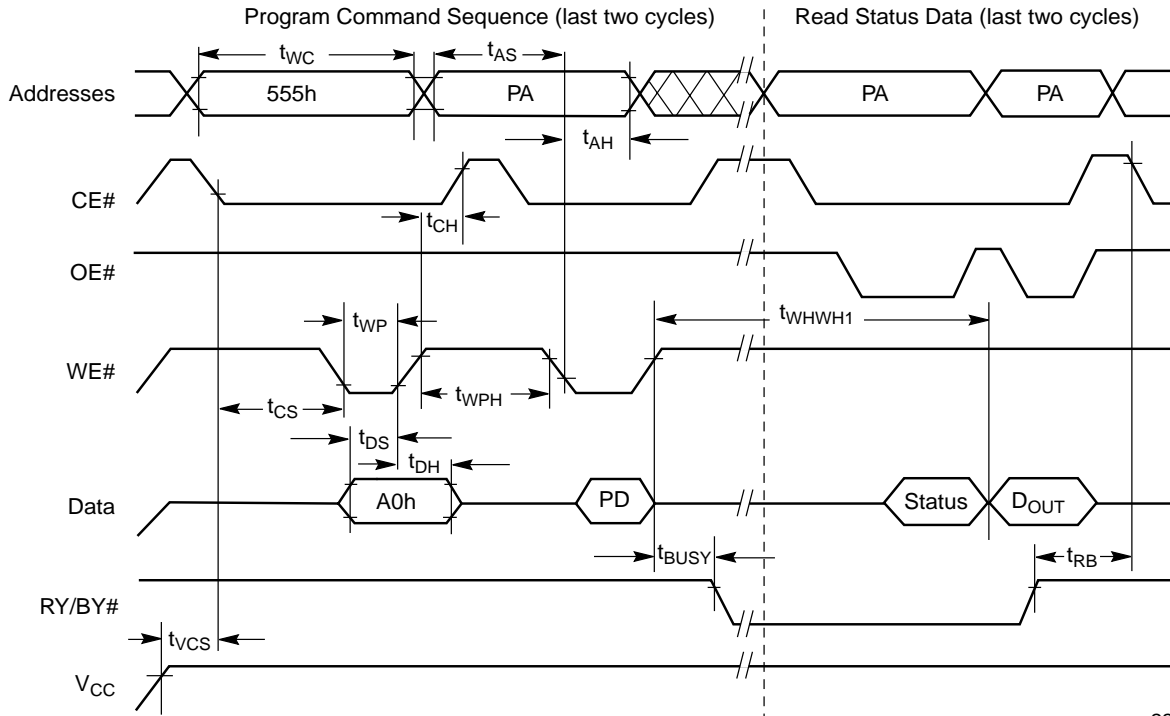 Program Command Sequence (last two cycles)
Read Status Data (last two cycles)
tWC
tAS
Addresses
555h
PA
PA
PA
tAH
CE#
tCH
OE#
tWP
tWHWH1
WE#
tCS
tWPH
tDS
tDH
Data
A0h
PD
Status
DOUT
tBUSY
tRB
RY/BY#
tVCS
VCC